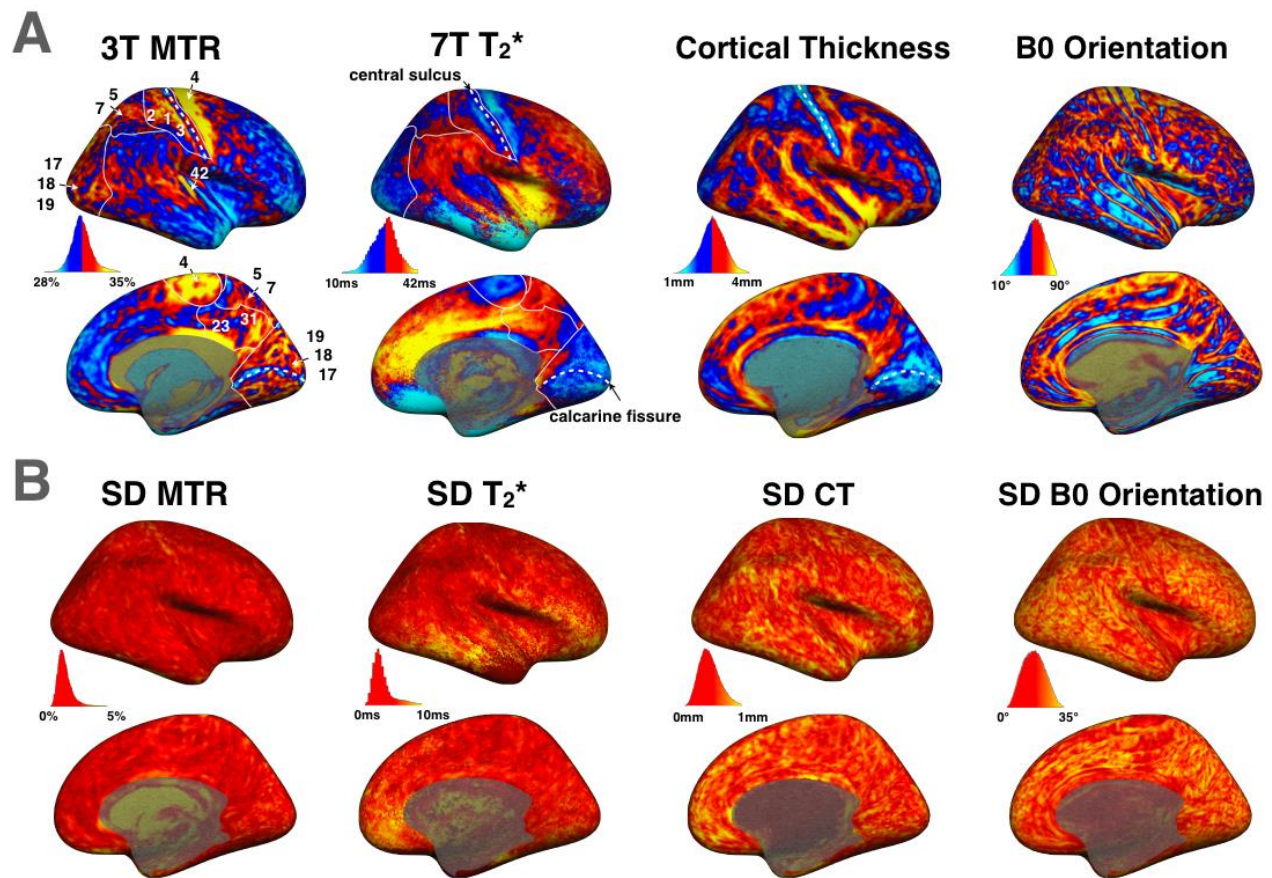 A
3T MTR
7T T2*
Cortical Thickness
B0 Orientation
central sulcus
4
5
7
2
1
3
42
17
18
19
28%
35%
10ms
42ms
1mm
4mm
10°
90°
4
5
7
23
31
19
18
17
calcarine fissure
B
SD MTR
SD T2*
SD CT
SD B0 Orientation
0%
5%
0ms
10ms
0mm
1mm
0°
35°